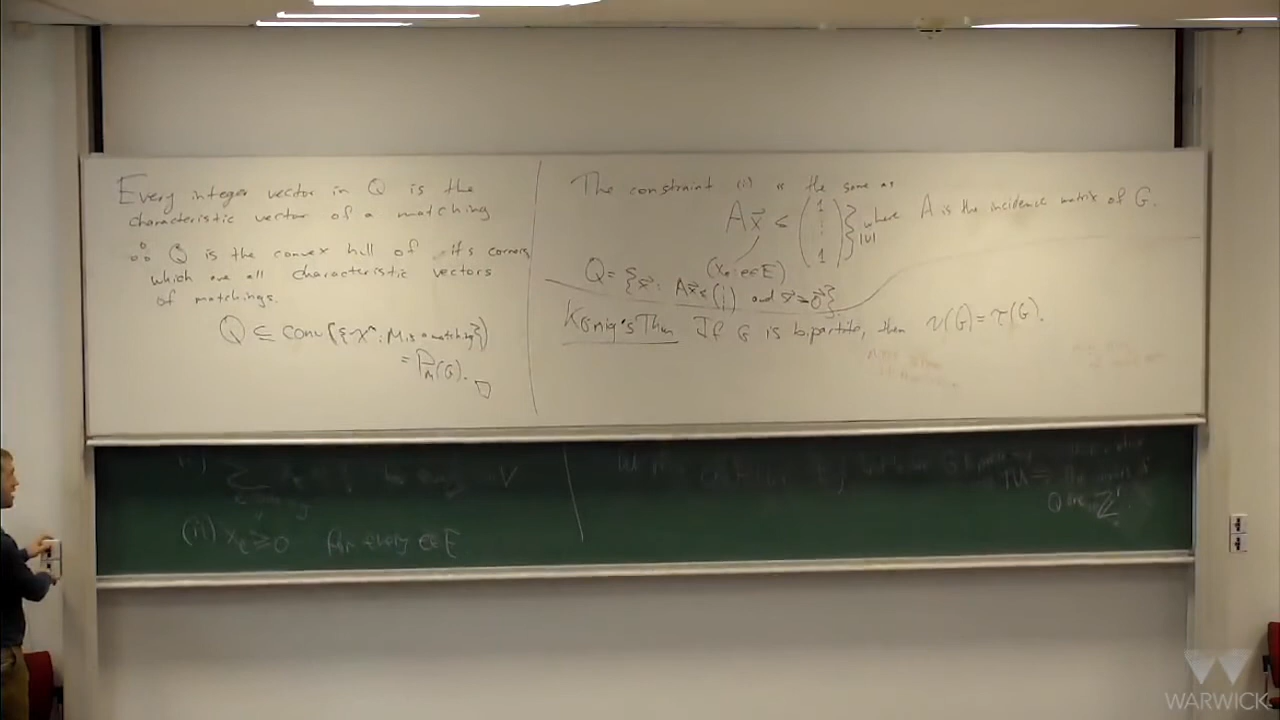 Every integer vector in Q is the
characteristic vector of a matching
∴ Q is the convex hull of it's corners
which are all characteristic vectors
of matchings.
Q ⊆ conv({χ^M : M is a matching})
= P_M(G). □
The constraint (i) is the same as
Ax⃗ ≤ (1 ⋮ 1) } |V| where A is the incidence matrix of G.
(x_e : e∈E)
Q = {x⃗ : Ax⃗ ≤ (1 ⋮ 1) and x⃗ ≥ 0⃗}
König's Thm If G is bipartite, then ν(G) = τ(G).
(ii) x_e ≥ 0 for every e∈E
WARWICK